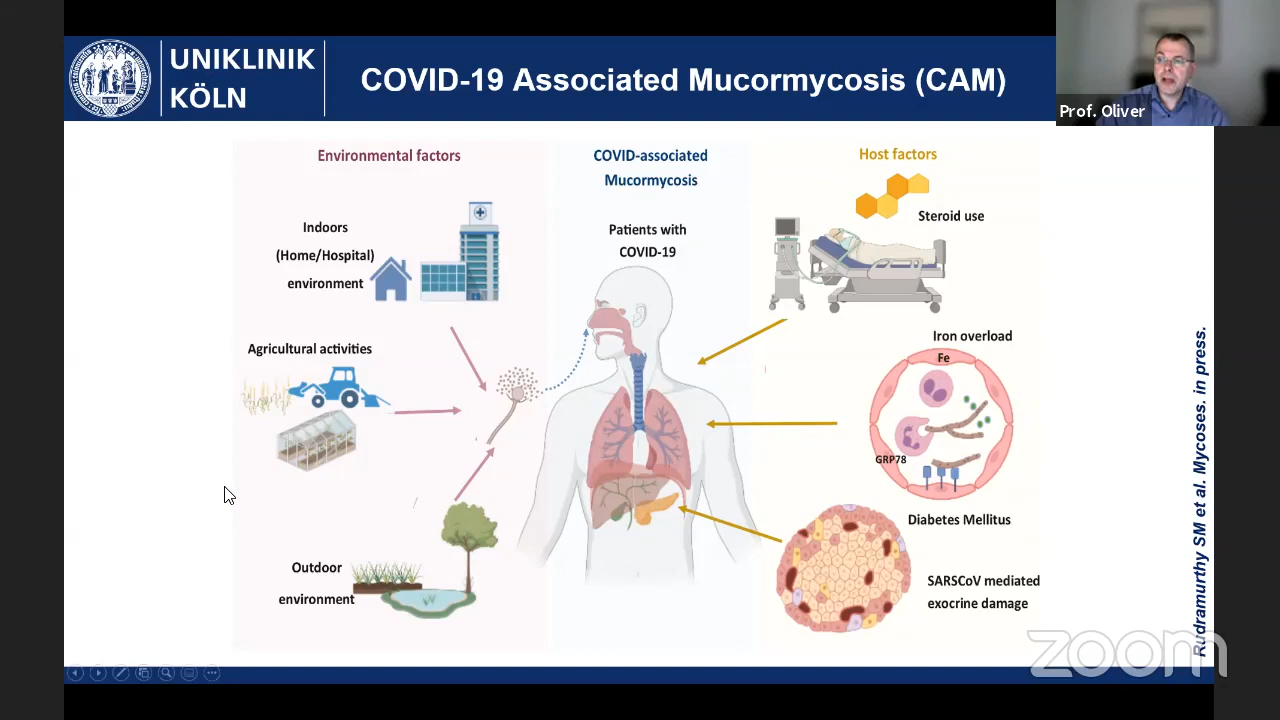 UNIKLINIK
KÖLN
COVID-19 Associated Mucormycosis (CAM)
Prof. Oliver
Environmental factors
Indoors
(Home/Hospital)
environment
Agricultural activities
Outdoor
environment
COVID-associated
Mucormycosis
Patients with
COVID-19
Host factors
Steroid use
Iron overload
Fe
GRP78
Diabetes Mellitus
SARSCoV mediated
exocrine damage
Rudramurthy SM et al. Mycoses. in press.
zoom